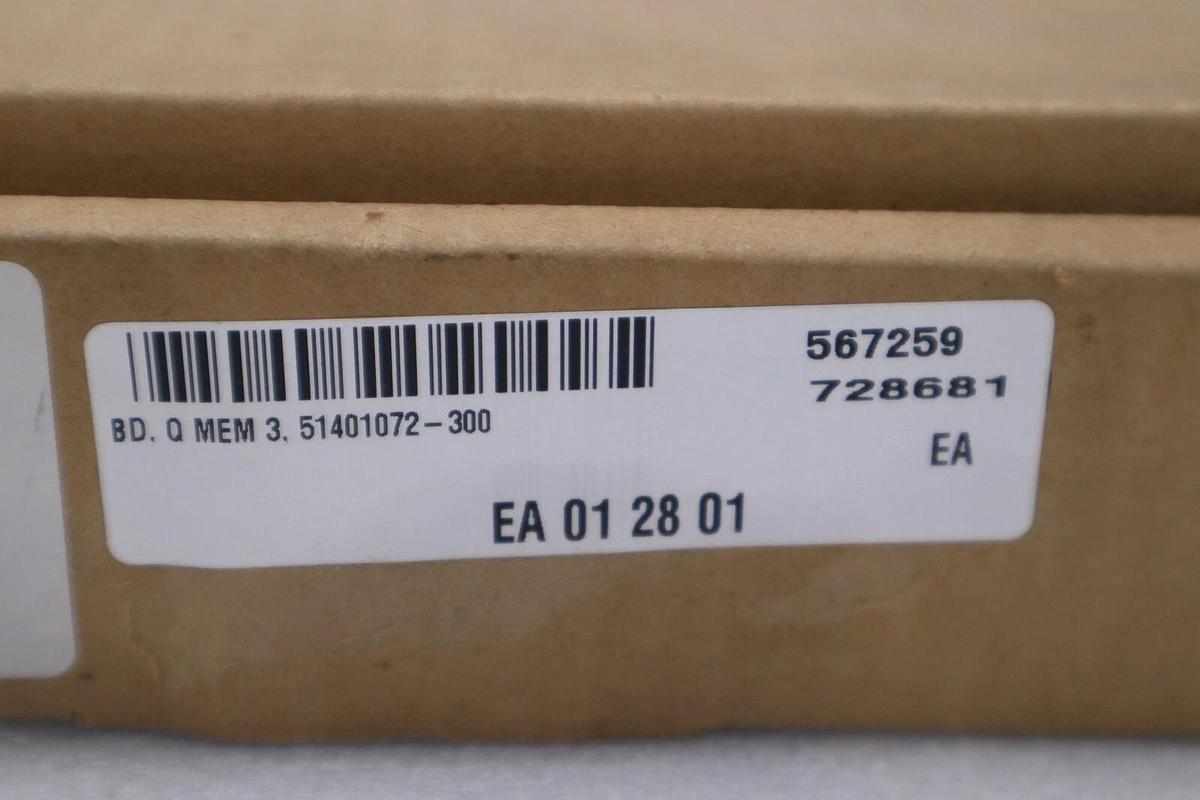 567259
728681
BD, Q MEM 3, 51401072-300
EA
EA 01 28 01